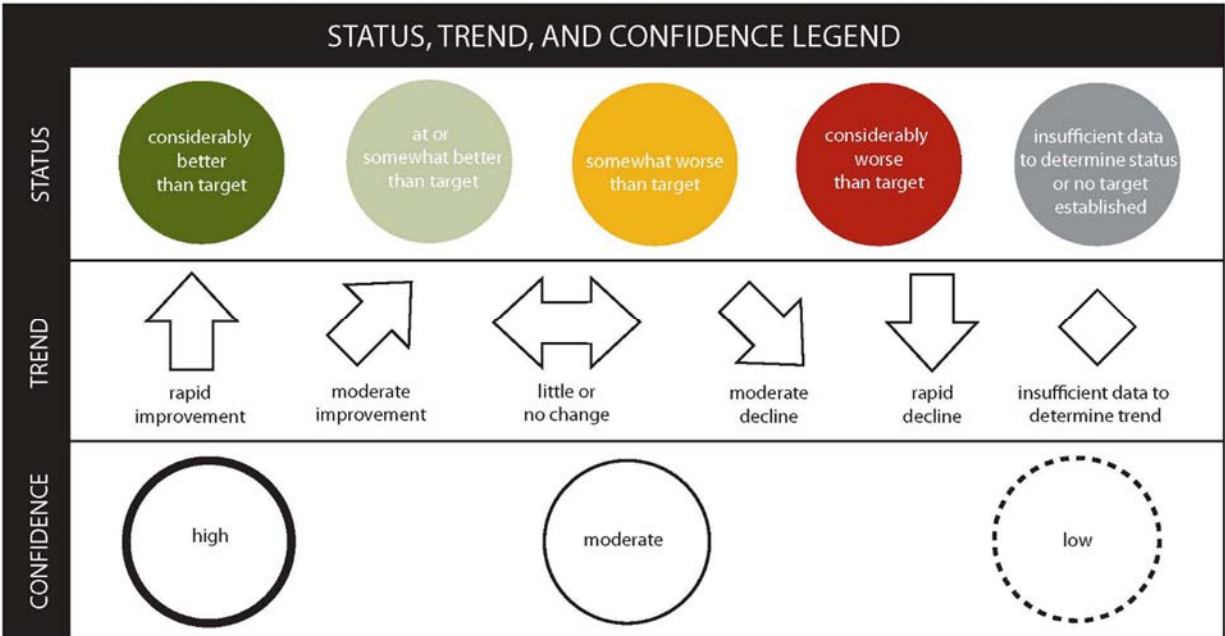 STATUS, TREND, AND CONFIDENCE LEGEND
STATUS
considerably
better
than target
at or
somewhat better
than target
somewhat worse
than target
considerably
worse
than target
insufficient data
to determine status
or no target
established
TREND
rapid
improvement
moderate
improvement
little or
no change
moderate
decline
rapid
decline
insufficient data to
determine trend
CONFIDENCE
high
moderate
low